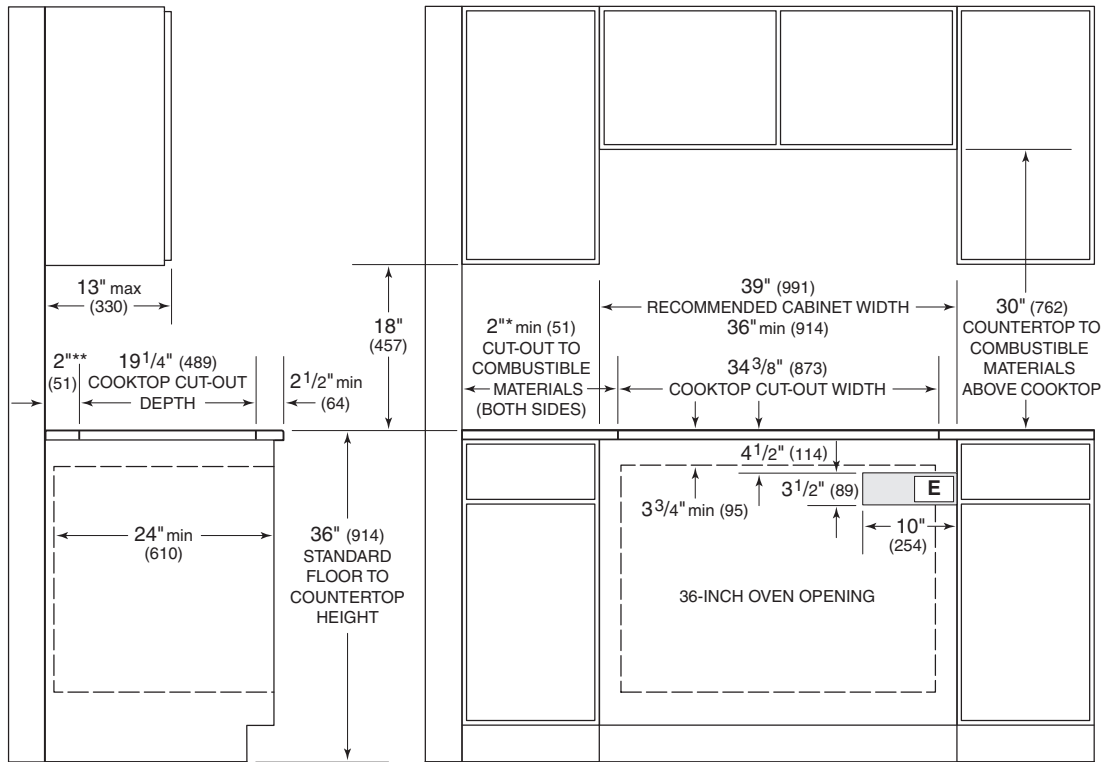 13" max
(330)
2"**
(51)
19 1/4" (489)
COOKTOP CUT-OUT
DEPTH
2 1/2" min
(64)
18"
(457)
24" min
(610)
36" (914)
STANDARD
FLOOR TO
COUNTERTOP
HEIGHT
39" (991)
RECOMMENDED CABINET WIDTH
36" min (914)
2"* min (51)
CUT-OUT TO
COMBUSTIBLE
MATERIALS
(BOTH SIDES)
34 3/8" (873)
COOKTOP CUT-OUT WIDTH
30" (762)
COUNTERTOP TO
COMBUSTIBLE
MATERIALS
ABOVE COOKTOP
4 1/2" (114)
3 1/2" (89)
E
3 3/4" min (95)
10"
(254)
36-INCH OVEN OPENING